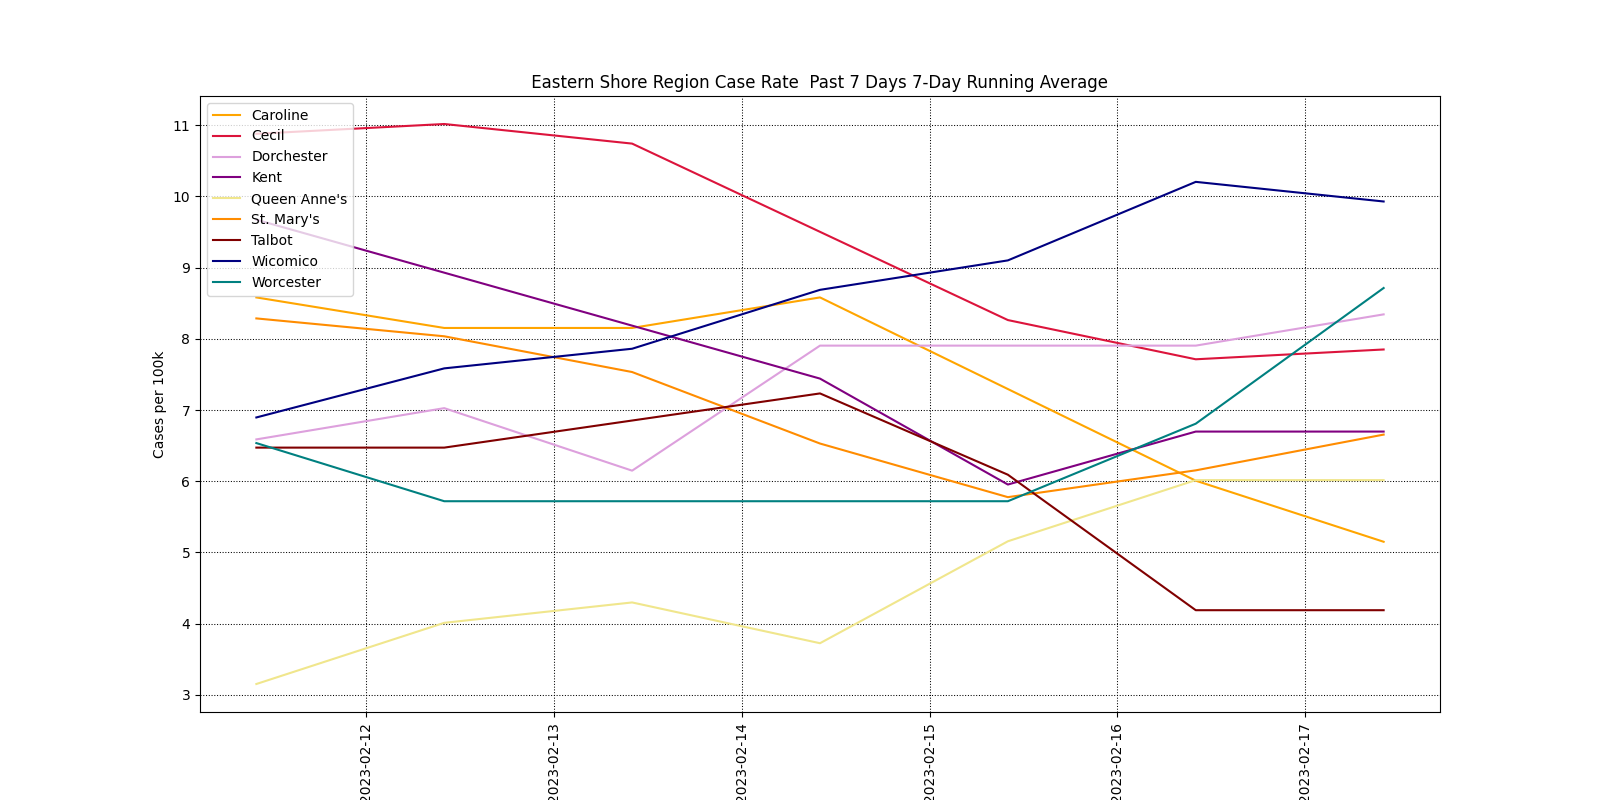 Eastern Shore Region Case Rate  Past 7 Days 7-Day Running Average
Caroline
Cecil
Dorchester
Kent
Queen Anne's
St. Mary's
Talbot
Wicomico
Worcester
Cases per 100k
11
10
9
8
7
6
5
4
3
2023-02-12
2023-02-13
2023-02-14
2023-02-15
2023-02-16
2023-02-17